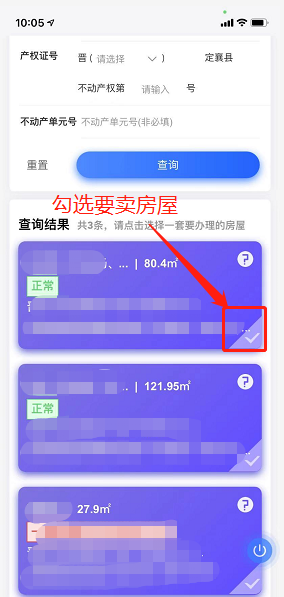 10:05
产权证号 晋 ( 请选择 ) 定襄县
不动产权第 请输入 号
不动产单元号 不动产单元号(非必填)
重置 查询
勾选要卖房屋
查询结果 共3条，请点击选择一套要办理的房屋
... | 80.4㎡
正常
...
| 121.95㎡
正常
27.9㎡